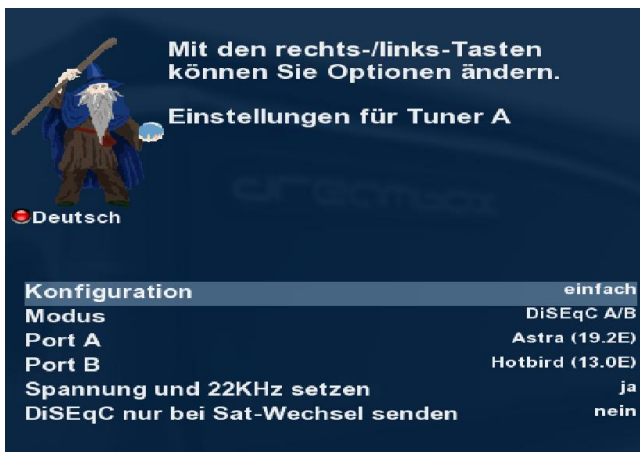 Mit den rechts-/links-Tasten
können Sie Optionen ändern.
Einstellungen für Tuner A
dreambox
Deutsch
Konfiguration einfach
Modus DiSEqC A/B
Port A Astra (19.2E)
Port B Hotbird (13.0E)
Spannung und 22KHz setzen ja
DiSEqC nur bei Sat-Wechsel senden nein